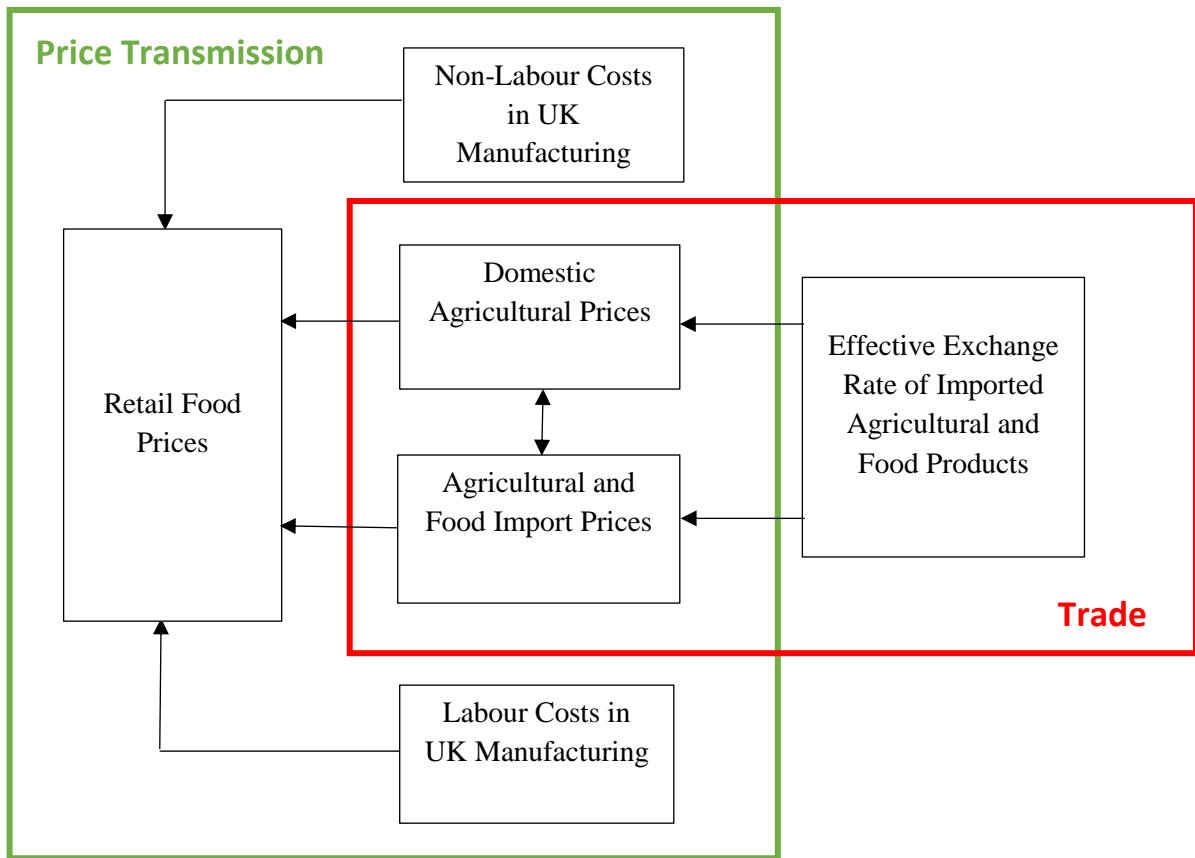 Price Transmission
Non-Labour Costs
in UK
Manufacturing
Domestic
Agricultural Prices
Effective Exchange
Rate of Imported
Agricultural and
Food Products
Retail Food
Prices
Agricultural and
Food Import Prices
Trade
Labour Costs in
UK Manufacturing